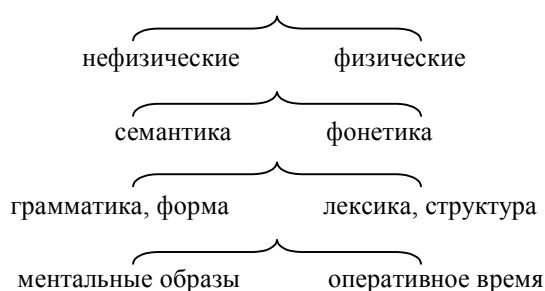 нефизические физические
семантика фонетика
грамматика, форма лексика, структура
ментальные образы оперативное время